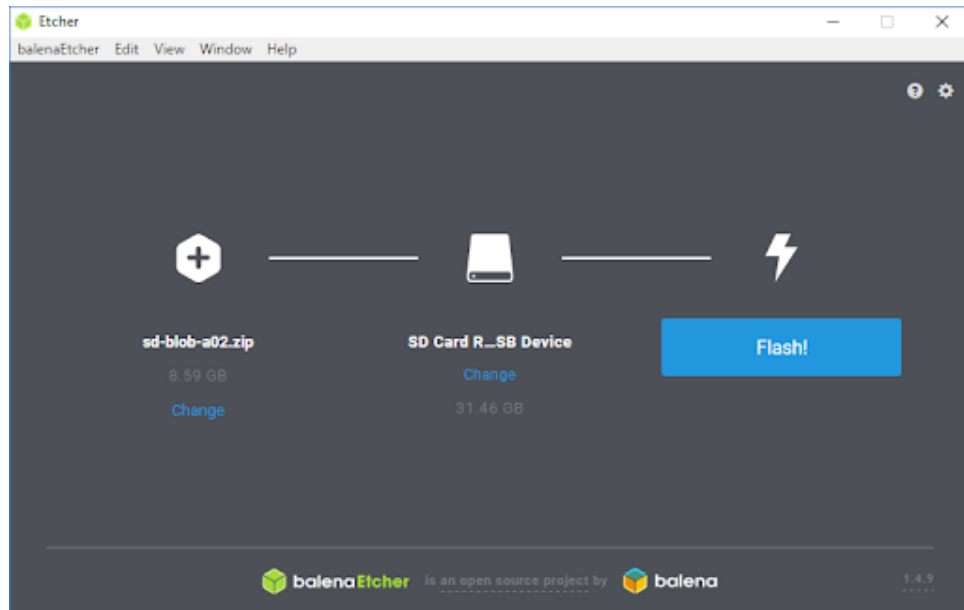 Etcher
balenaEtcher Edit View Window Help
sd-blob-a02.zip
8.59 GB
Change
SD Card R...SB Device
Change
31.46 GB
Flash!
balenaEtcher is an open source project by balena
1.4.9